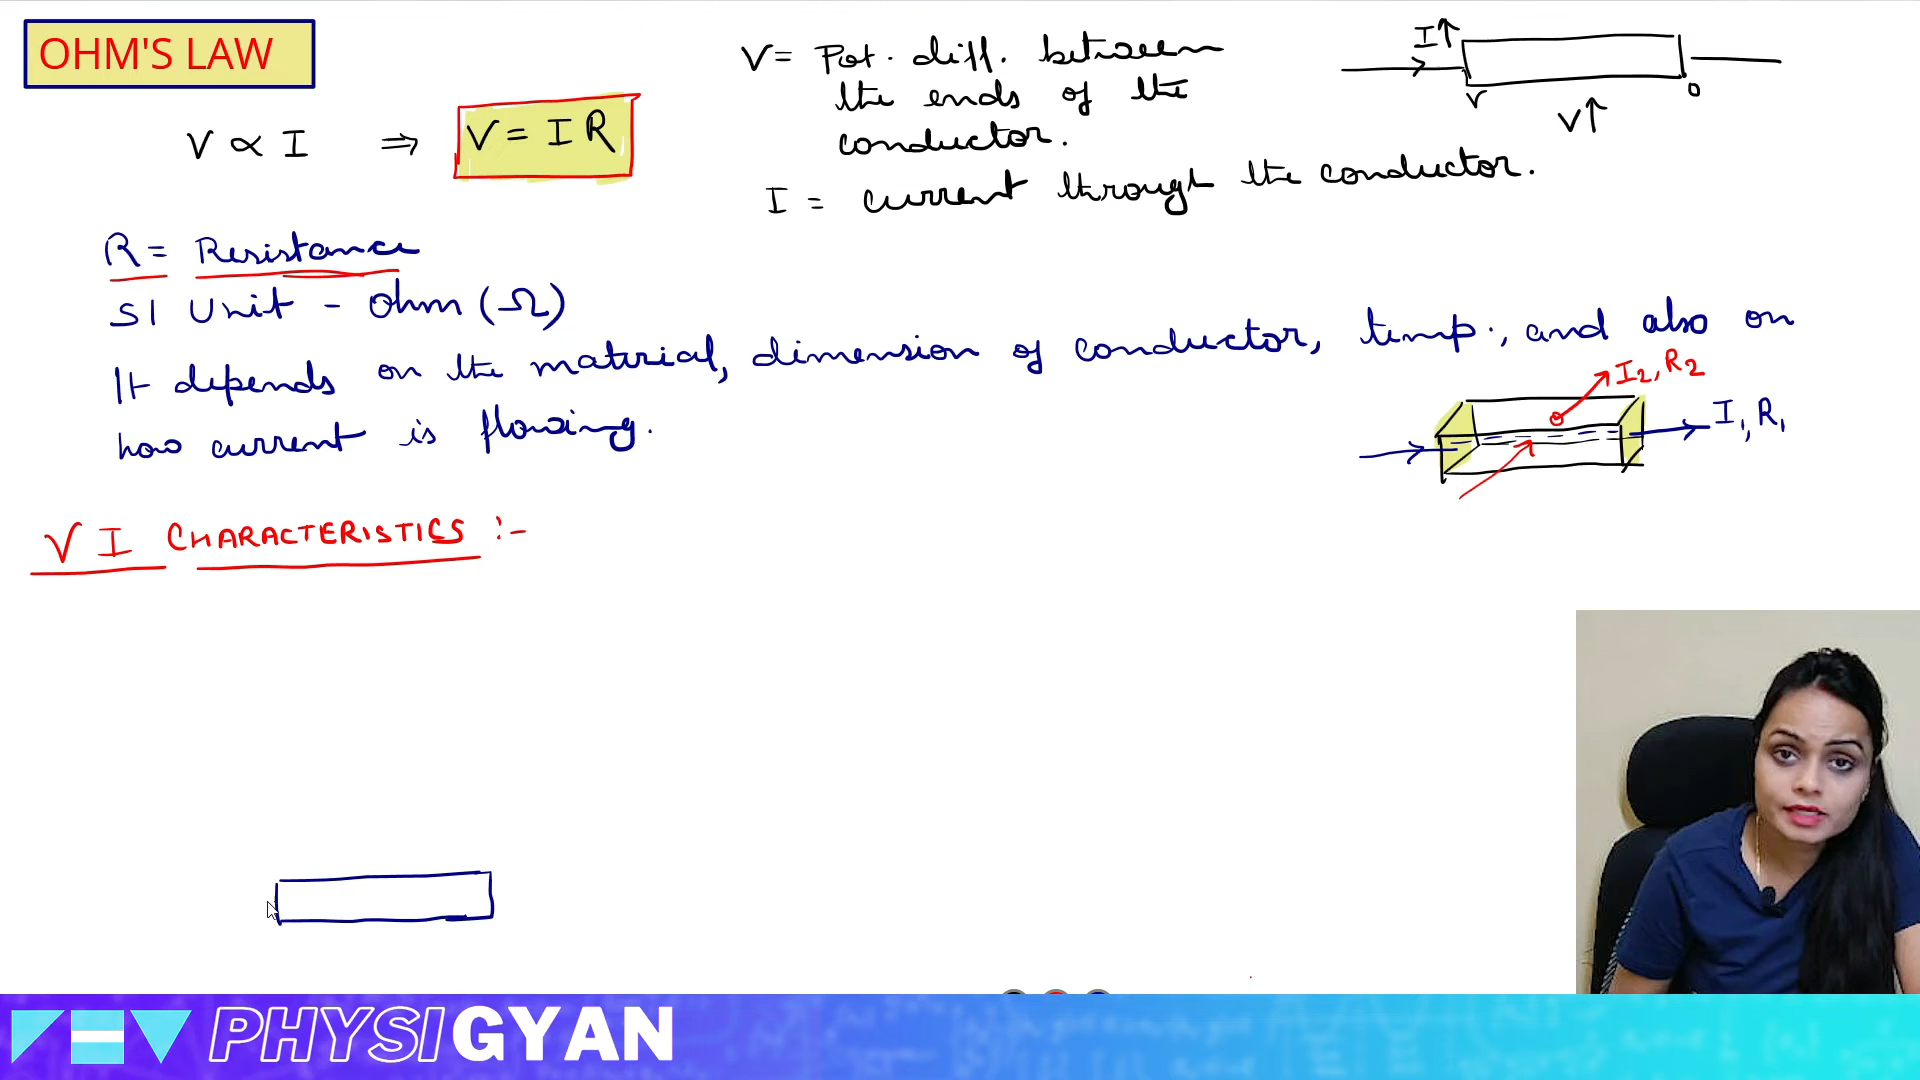 OHM'S LAW
V ∝ I ⇒ V = I R
V = Pot. diff. between
the ends of the
conductor.
I = current through the conductor.
I↑
V
0
V↑
R = Resistance
SI Unit - Ohm (Ω)
It depends on the material, dimension of conductor, temp., and also on
how current is flowing.
I₂, R₂
I₁, R₁
V I CHARACTERISTICS :-
PHYSIGYAN